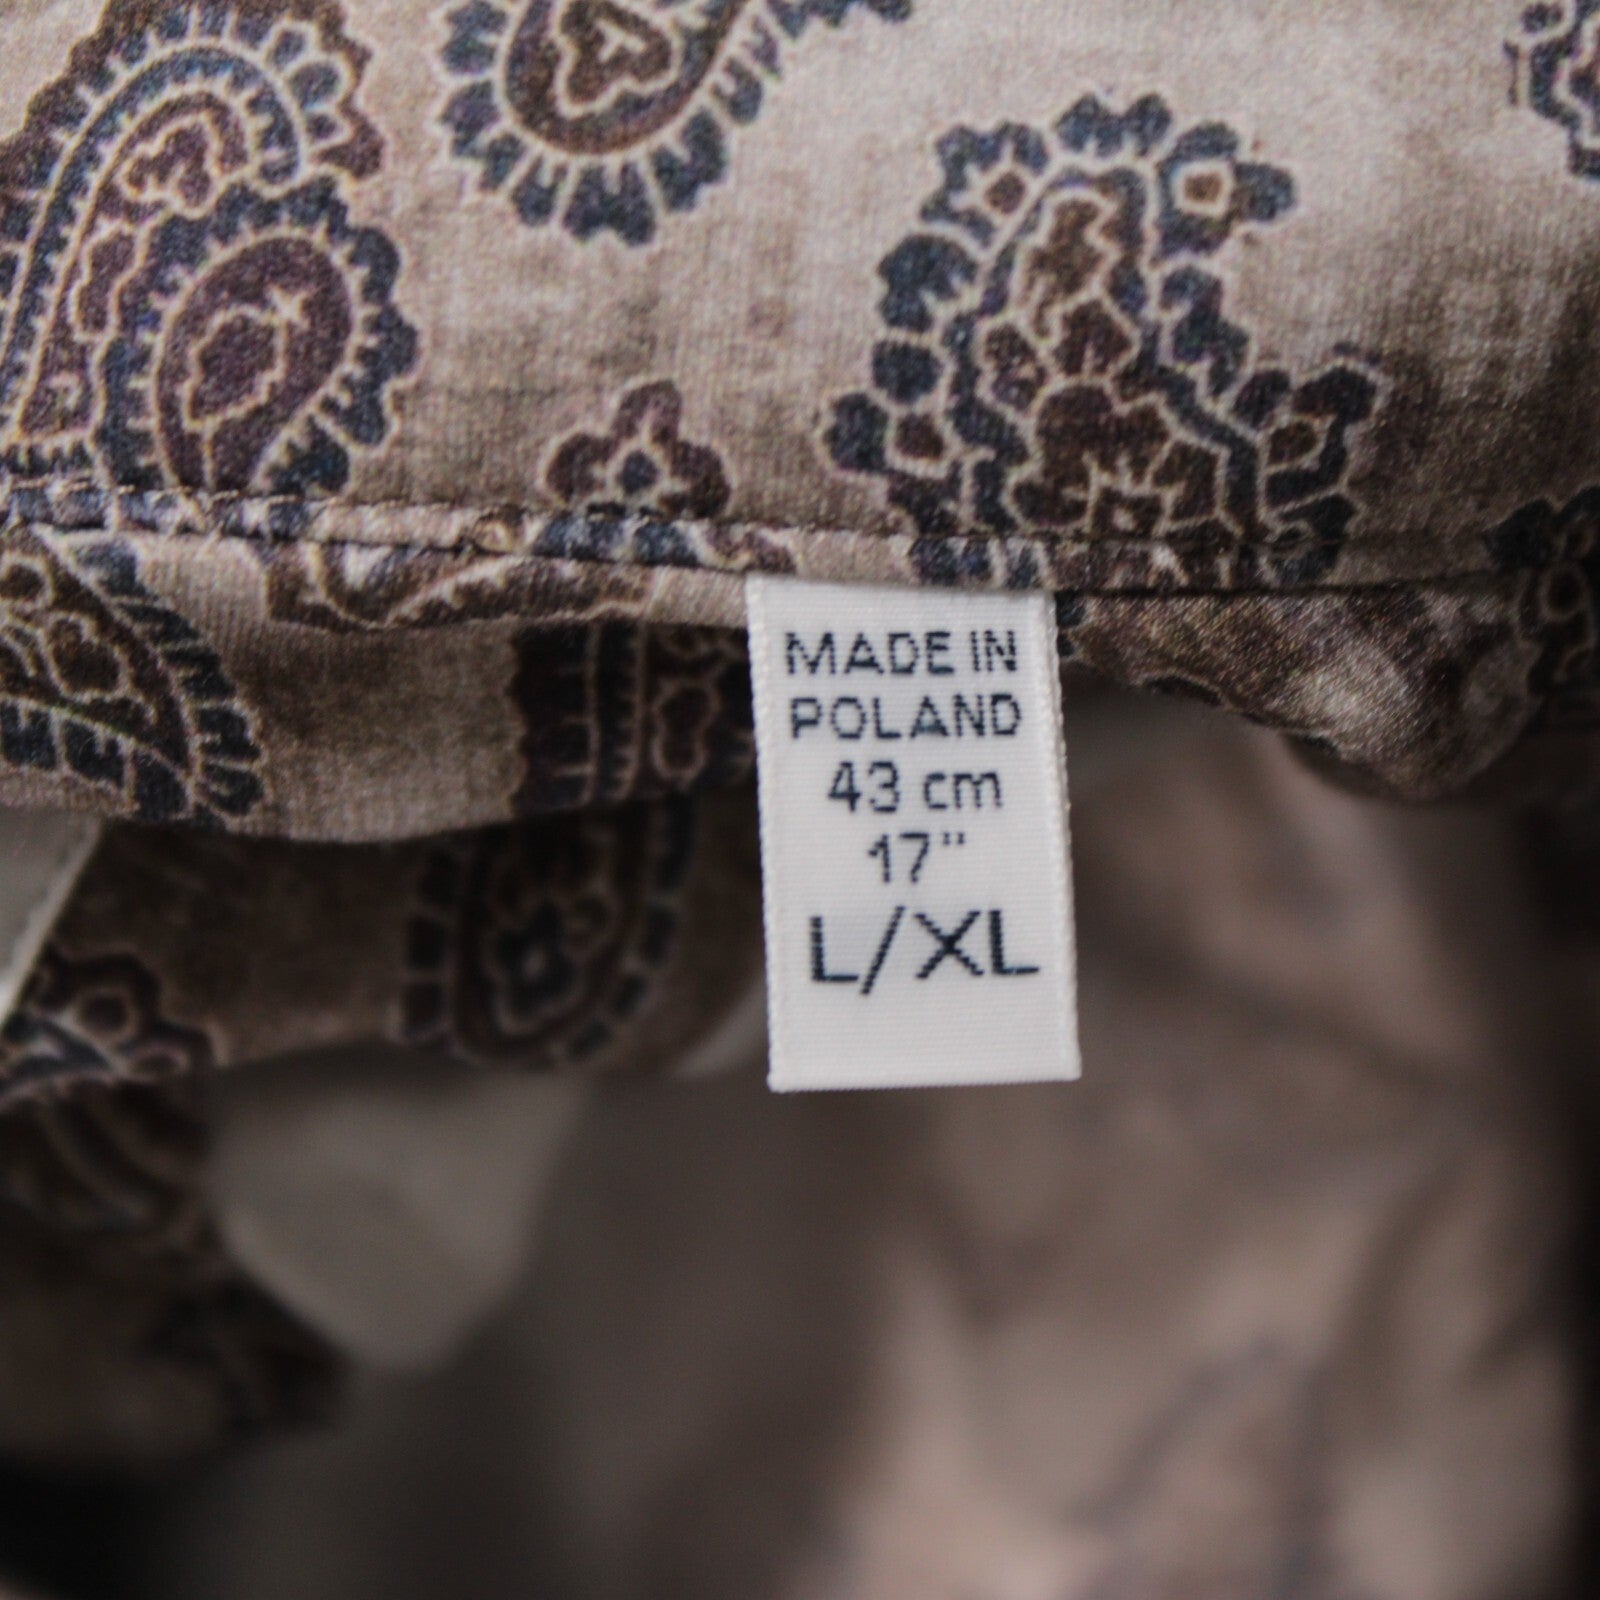 MADE IN
POLAND
43 cm
17"
L/XL